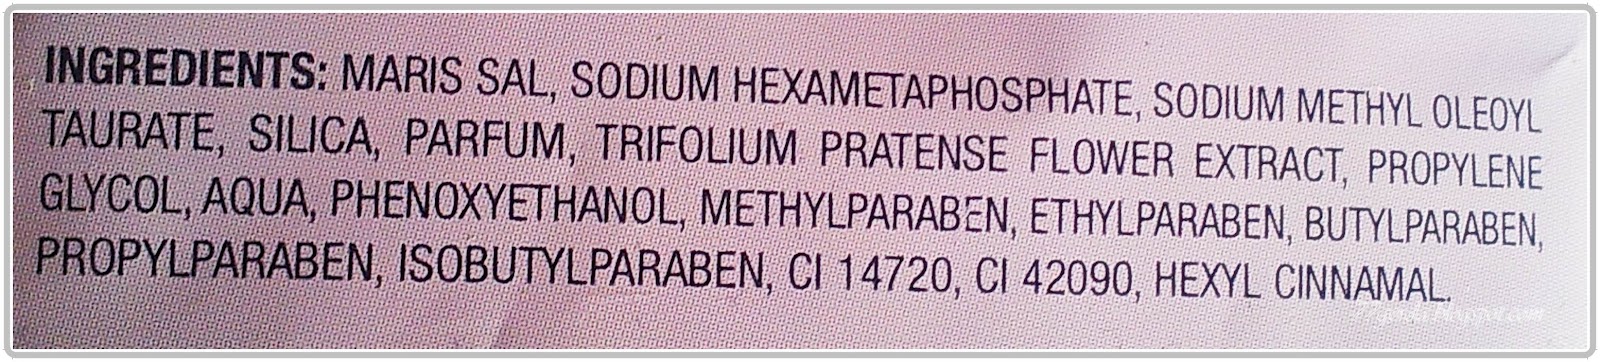 INGREDIENTS: MARIS SAL, SODIUM HEXAMETAPHOSPHATE, SODIUM METHYL OLEOYL
TAURATE, SILICA, PARFUM, TRIFOLIUM PRATENSE FLOWER EXTRACT, PROPYLENE
GLYCOL, AQUA, PHENOXYETHANOL, METHYLPARABEN, ETHYLPARABEN, BUTYLPARABEN,
PROPYLPARABEN, ISOBUTYLPARABEN, CI 14720, CI 42090, HEXYL CINNAMAL.